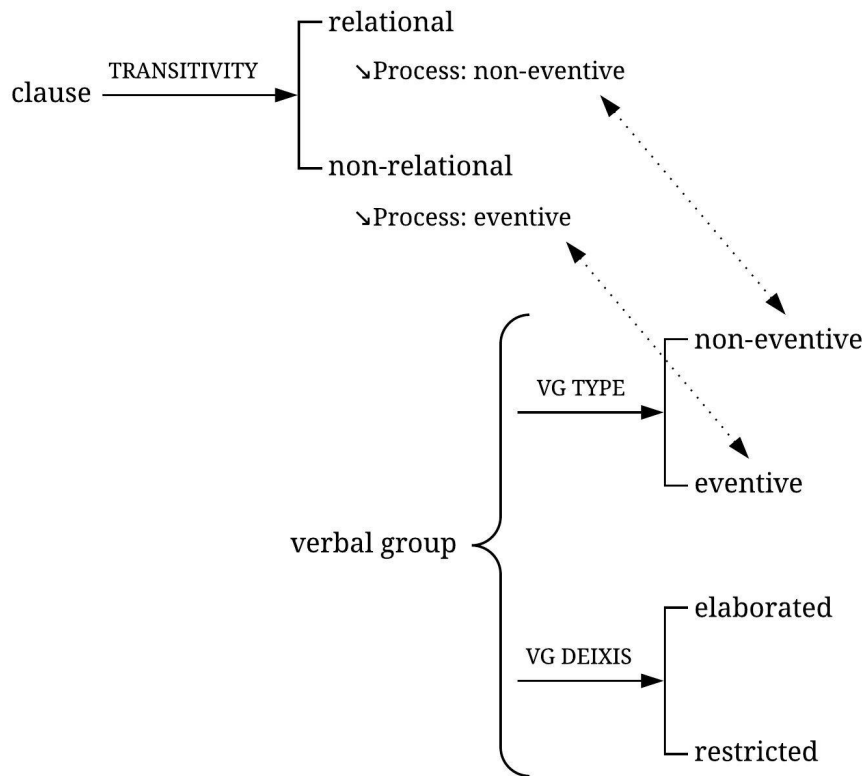 relational
TRANSITIVITY
↘Process: non-eventive
clause
non-relational
↘Process: eventive
non-eventive
VG TYPE
eventive
verbal group
elaborated
VG DEIXIS
restricted